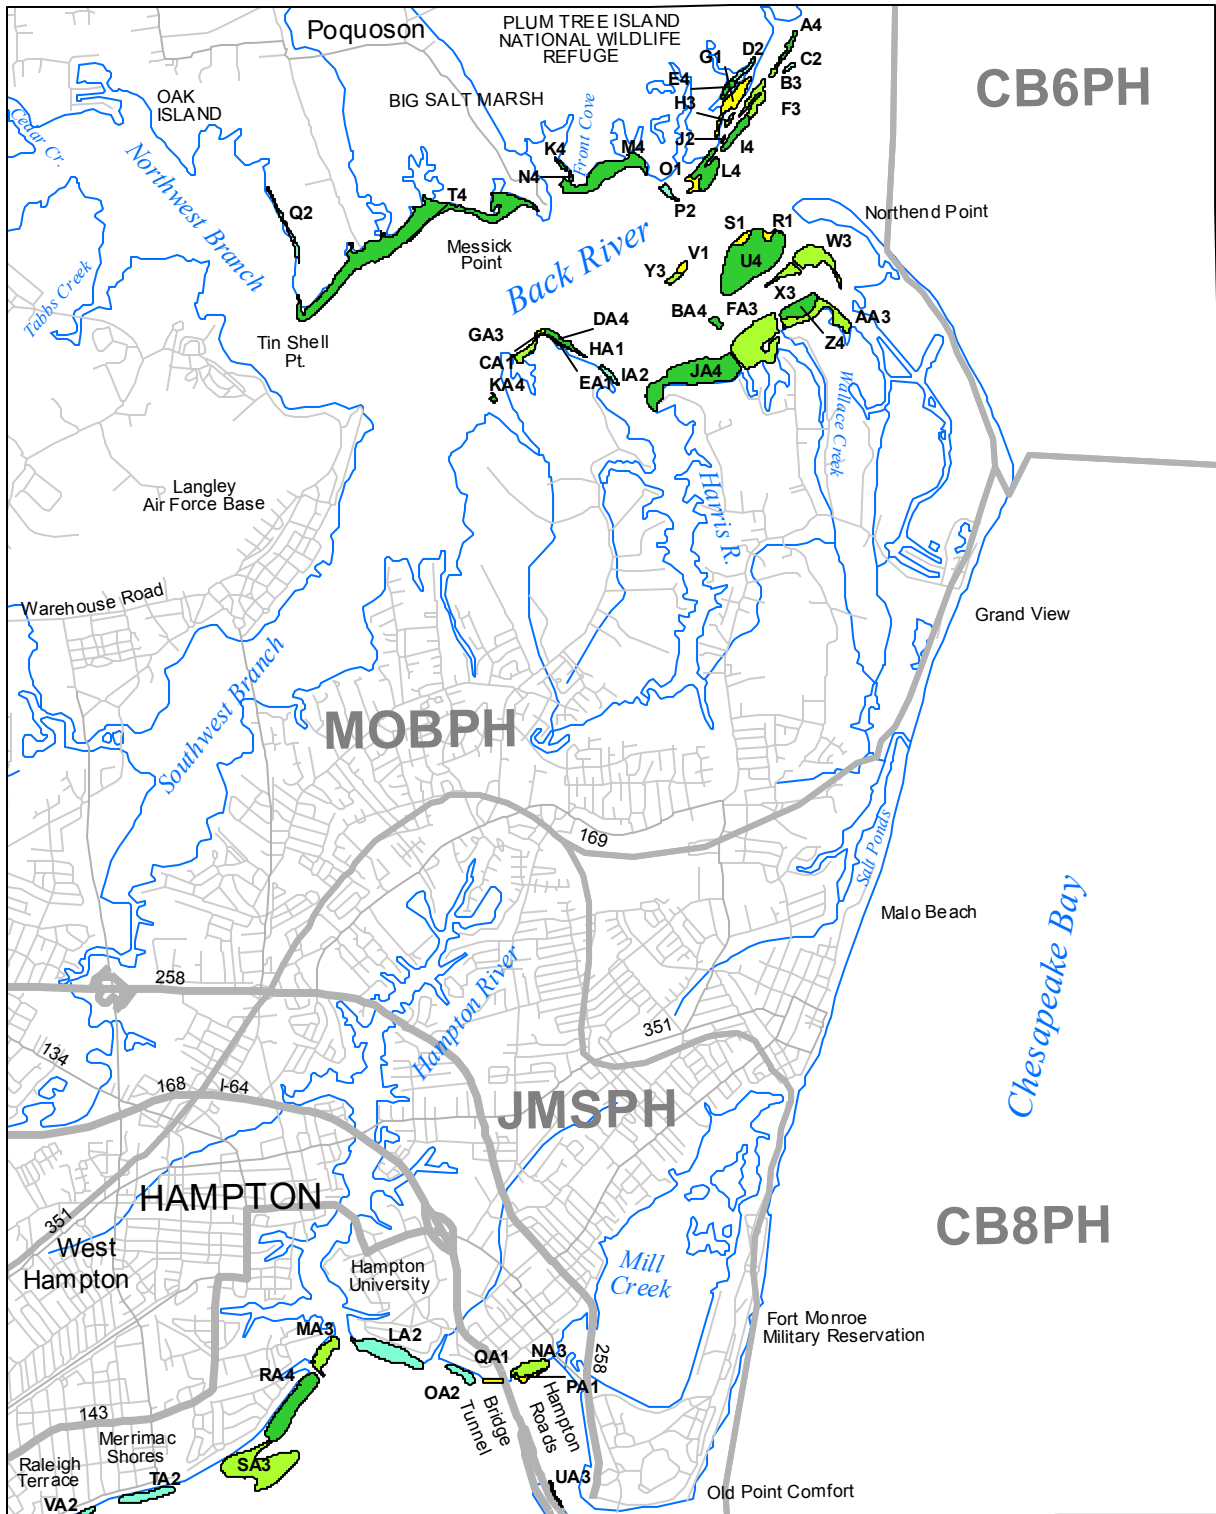 Poquoson
PLUM TREE ISLAND
NATIONAL WILDLIFE
REFUGE
A4
D2
G1
C2
E4
B3
CB6PH
H3
F3
OAK
ISLAND
BIG SALT MARSH
Cedar Cr.
Front Cove
J2
I4
K4
M4
N4
O1
L4
Northwest Branch
T4
P2
Q2
S1
R1
Northend Point
Messick
Point
Back River
W3
V1
U4
Y3
Tabbs Creek
X3
BA4
FA3
AA3
Tin Shell
Pt.
GA3
DA4
Z4
CA1
HA1
EA1
IA2
JA4
KA4
Wallace Creek
Langley
Air Force Base
Harris R.
Warehouse Road
Grand View
Southwest Branch
MOBPH
169
Salt Ponds
Malo Beach
Chesapeake Bay
258
Hampton River
351
134
168
I-64
JMSPH
HAMPTON
351
West
Hampton
CB8PH
Hampton
University
Mill
Creek
Fort Monroe
Military Reservation
MA3
LA2
QA1
NA3
258
RA4
OA2
PA1
Bridge
Tunnel
Hampton
Roads
143
Merrimac
Shores
Raleigh
Terrace
SA3
TA2
UA3
VA2
Old Point Comfort